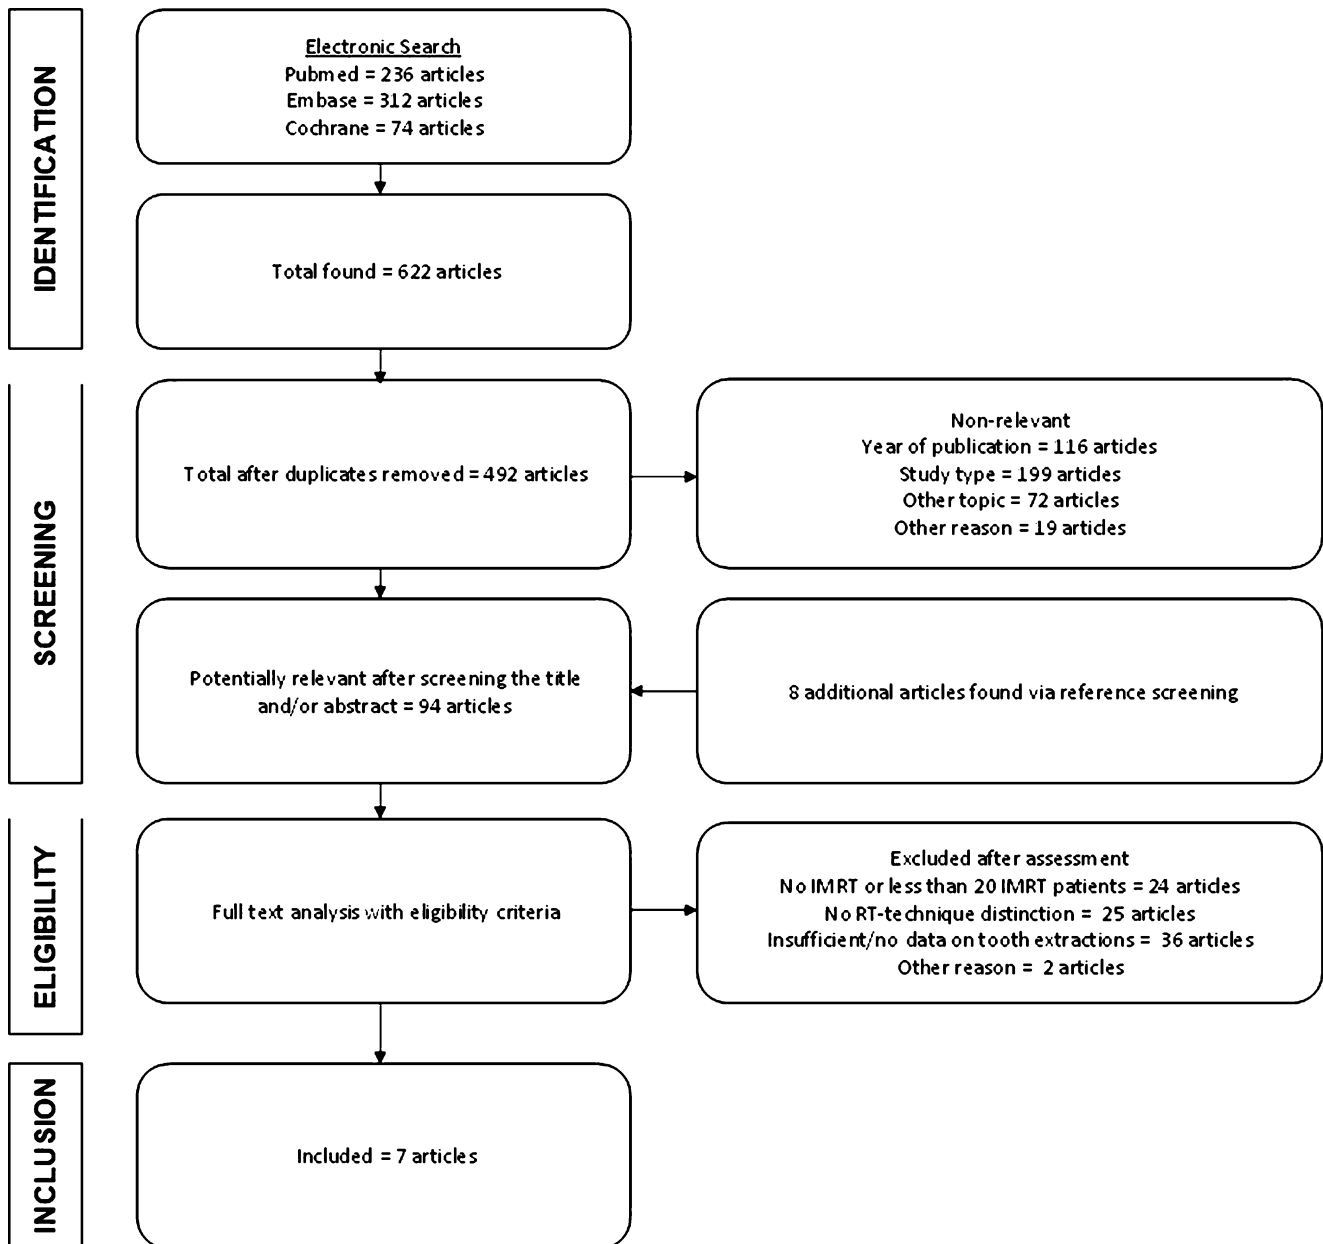 IDENTIFICATION
Electronic Search
Pubmed = 236 articles
Embase = 312 articles
Cochrane = 74 articles
Total found = 622 articles
SCREENING
Total after duplicates removed = 492 articles
Non-relevant
Year of publication = 116 articles
Study type = 199 articles
Other topic = 72 articles
Other reason = 19 articles
Potentially relevant after screening the title
and/or abstract = 94 articles
8 additional articles found via reference screening
ELIGIBILITY
Full text analysis with eligibility criteria
Excluded after assessment
No IMRT or less than 20 IMRT patients = 24 articles
No RT-technique distinction = 25 articles
Insufficient/no data on tooth extractions = 36 articles
Other reason = 2 articles
INCLUSION
Included = 7 articles